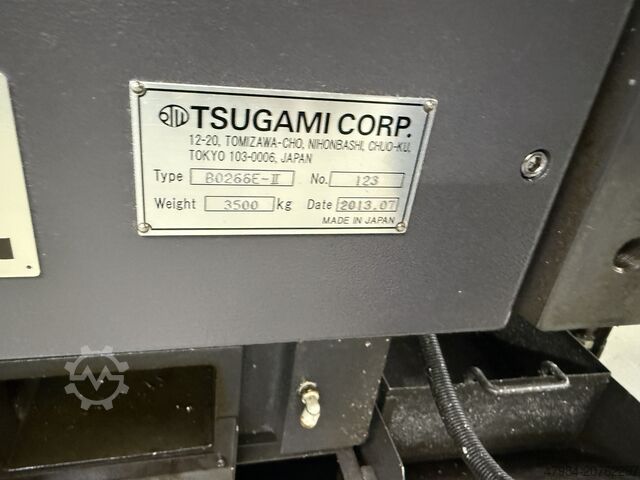 TSUGAMI CORP.
12-20, TOMIZAWA-CHO, NIHONBASHI, CHUO-KU,
TOKYO 103-0006, JAPAN
Type B0266E-II No. 123
Weight 3500 kg Date 2013.07
MADE IN JAPAN